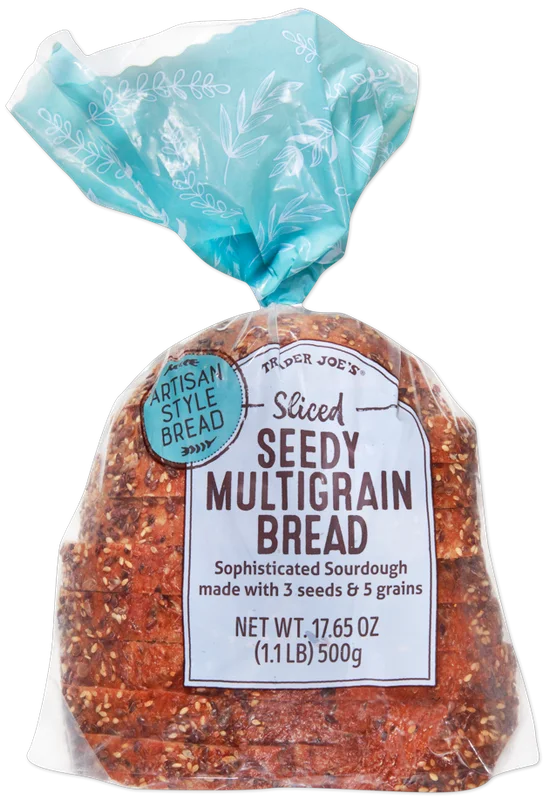 TRADER JOE'S®
ARTISAN
STYLE
BREAD
Sliced
SEEDY
MULTIGRAIN
BREAD
Sophisticated Sourdough
made with 3 seeds & 5 grains
NET WT. 17.65 OZ
(1.1 LB) 500g